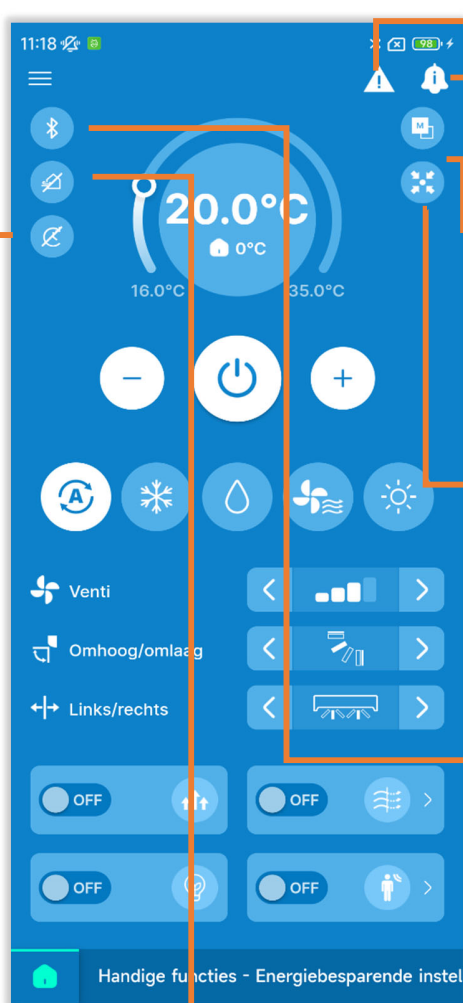 11:18
98
M
20.0°C
0°C
16.0°C
35.0°C
A
Venti
Omhoog/omlaag
Links/rechts
OFF
OFF
OFF
OFF
Handige functies - Energiebesparende instel